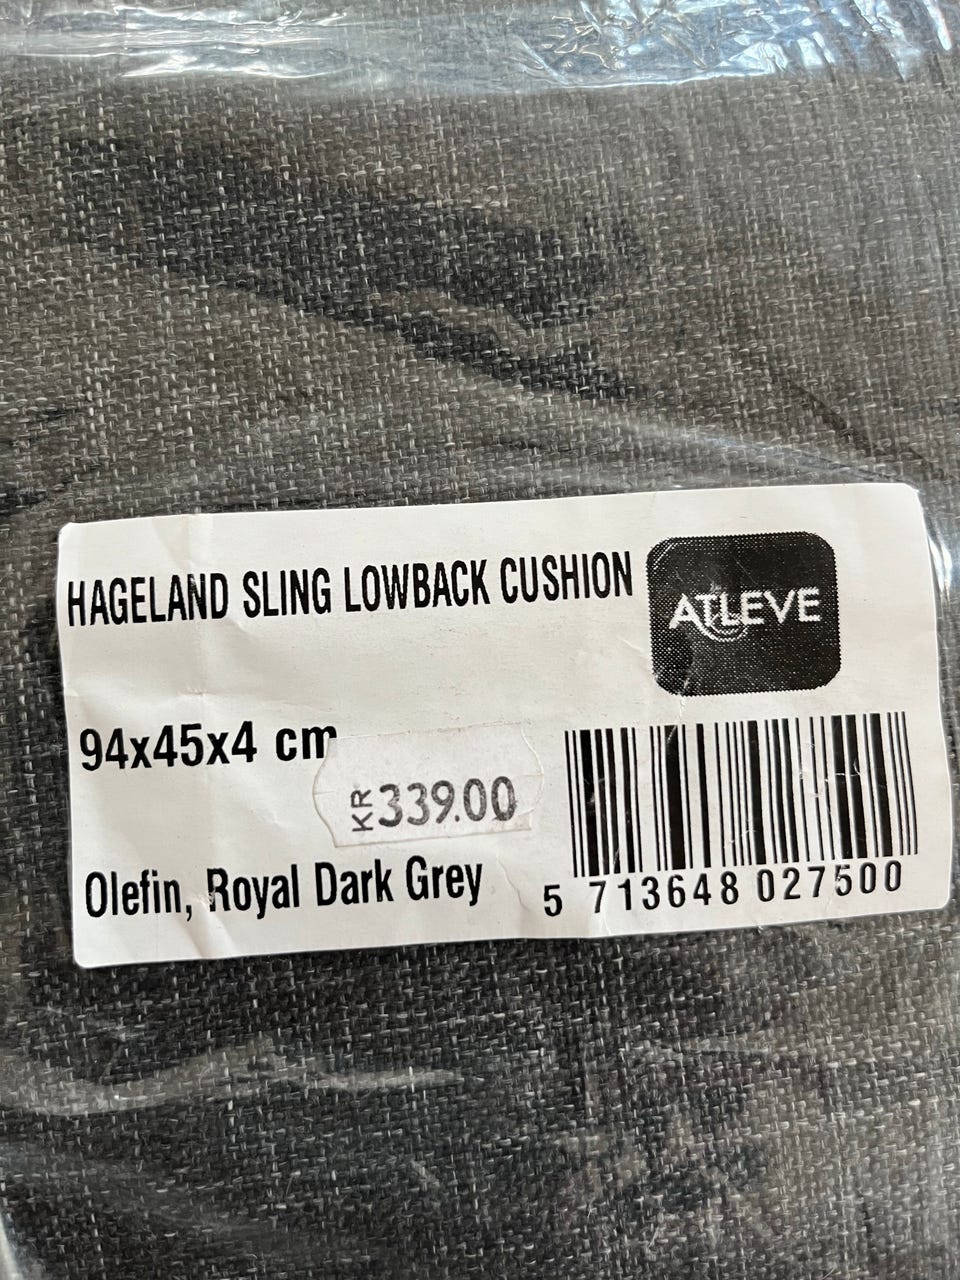 HAGELAND SLING LOWBACK CUSHION
ATLEVE
94x45x4 cm
KR 339.00
Olefin, Royal Dark Grey
5 713648 027500